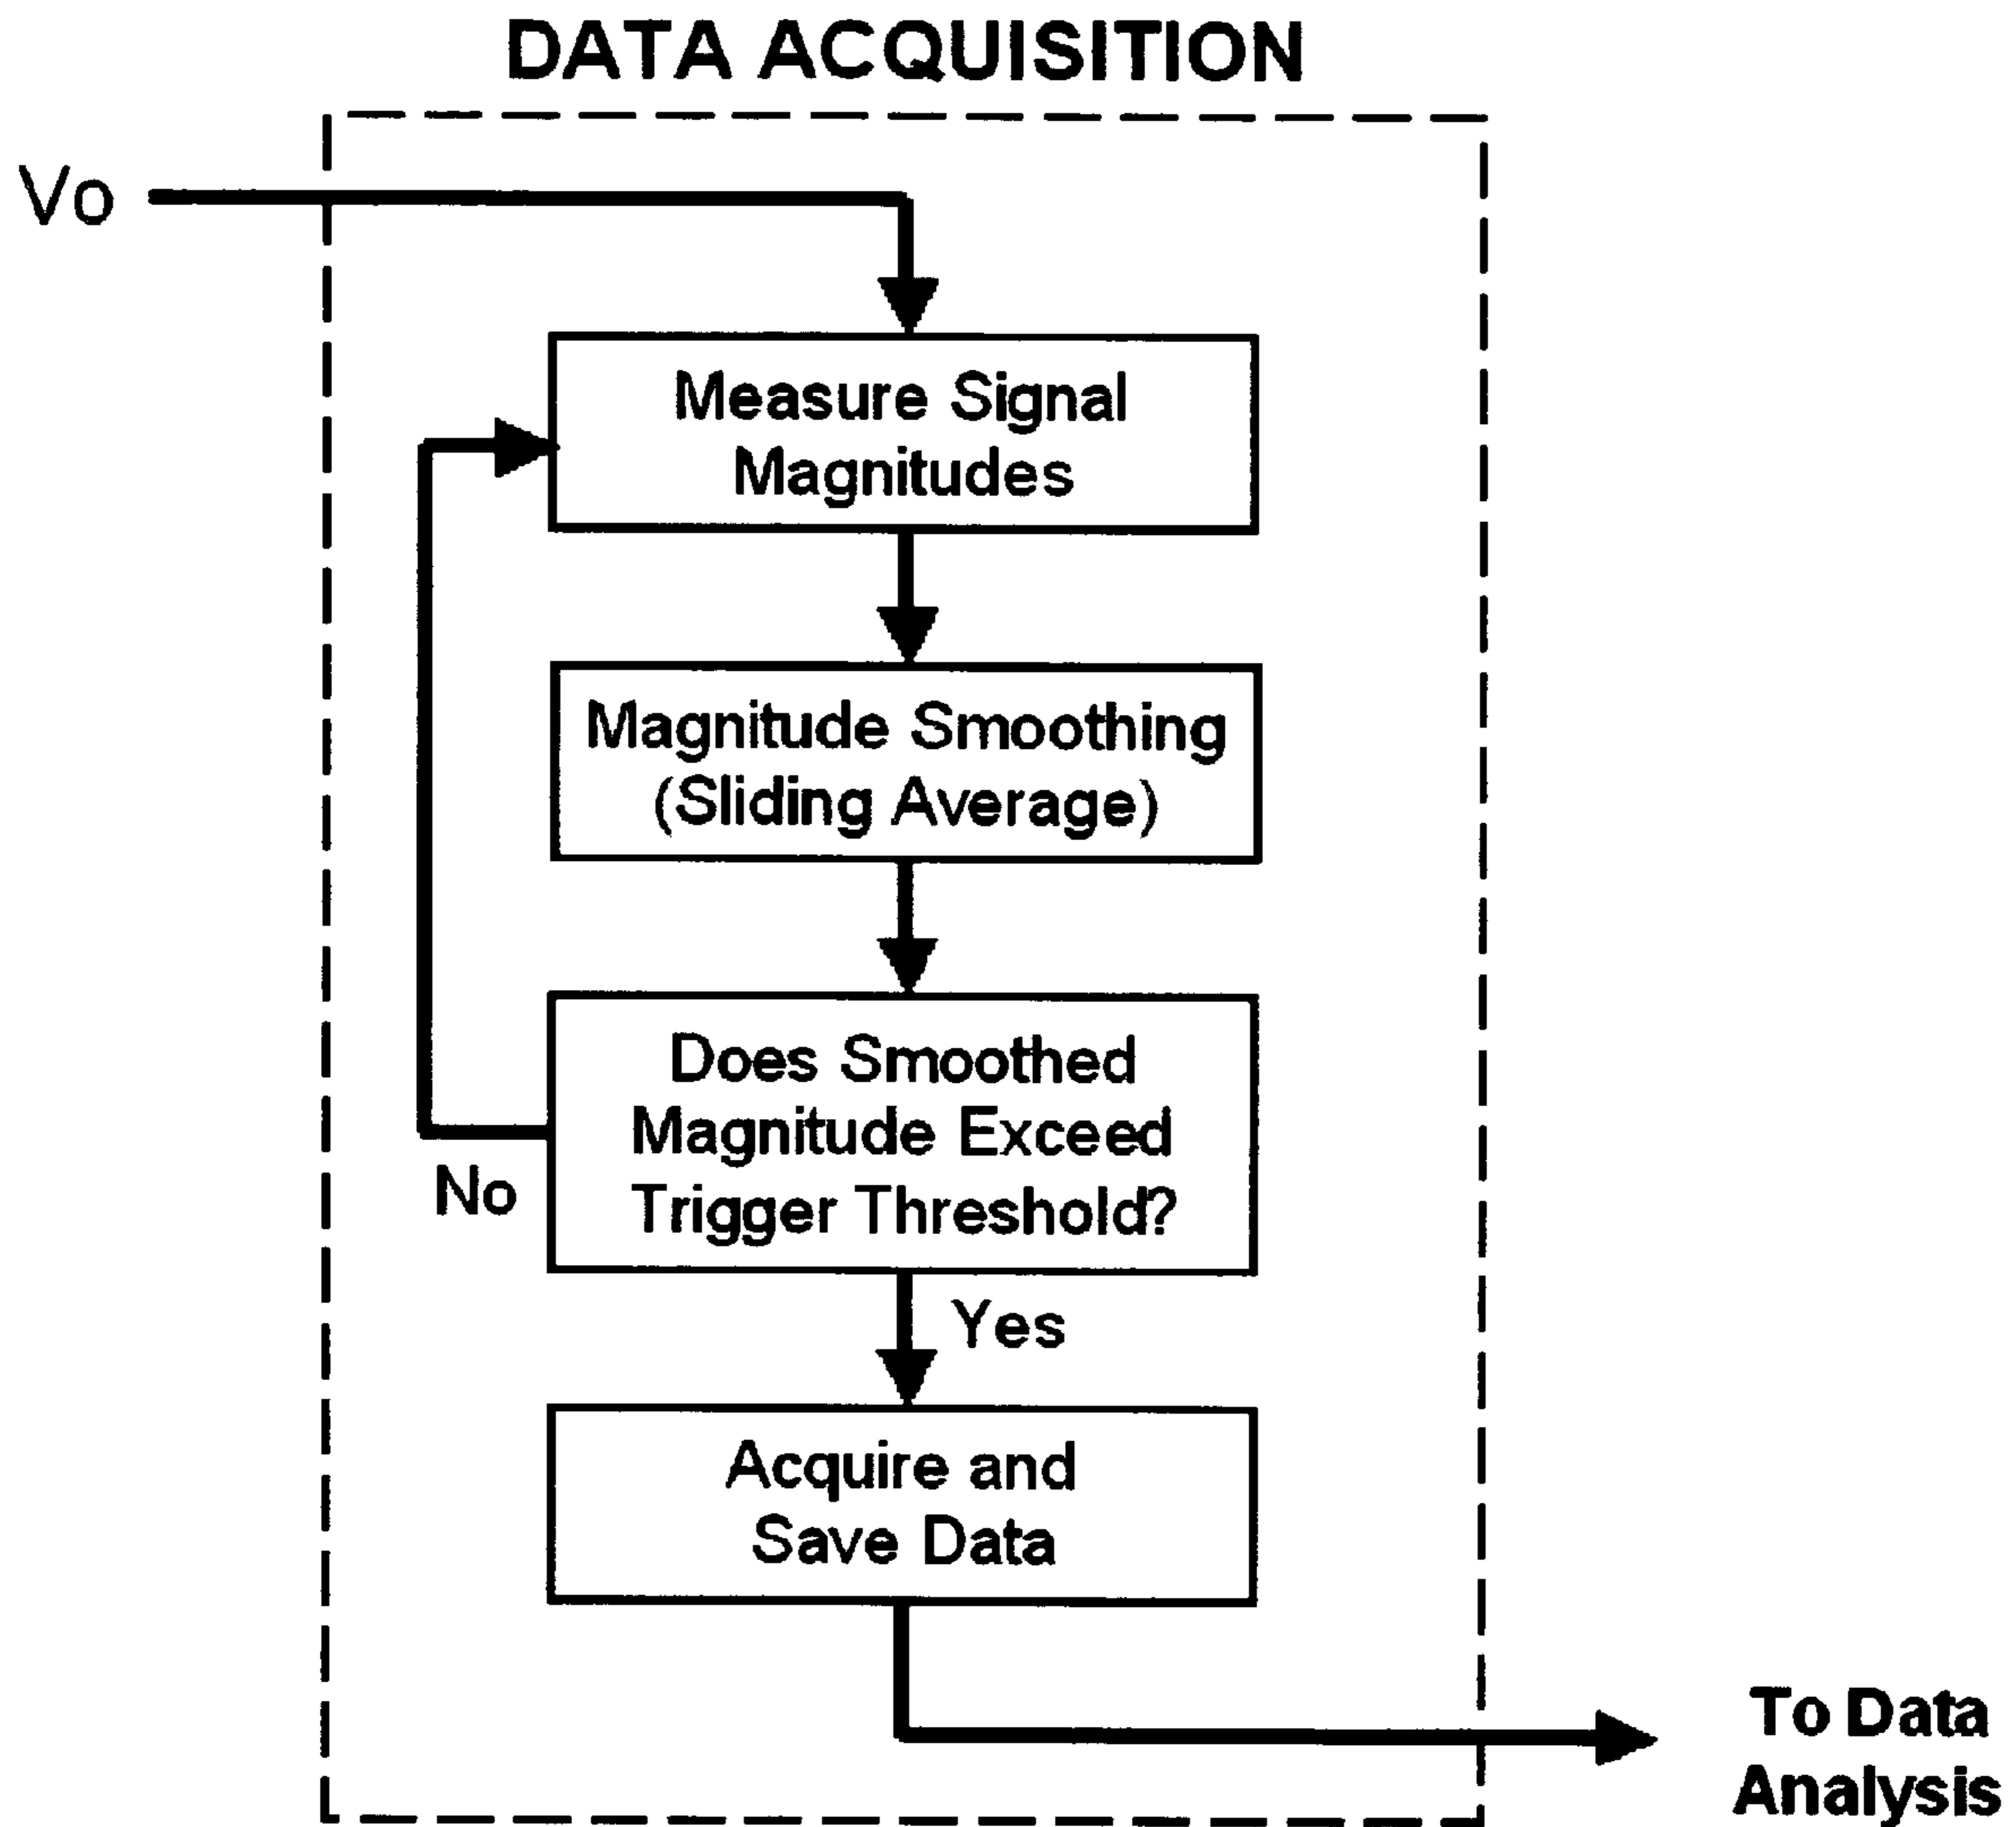 DATA ACQUISITION
Vo
Measure Signal
Magnitudes
Magnitude Smoothing
(Sliding Average)
Does Smoothed
Magnitude Exceed
Trigger Threshold?
No
Yes
Acquire and
Save Data
To Data
Analysis